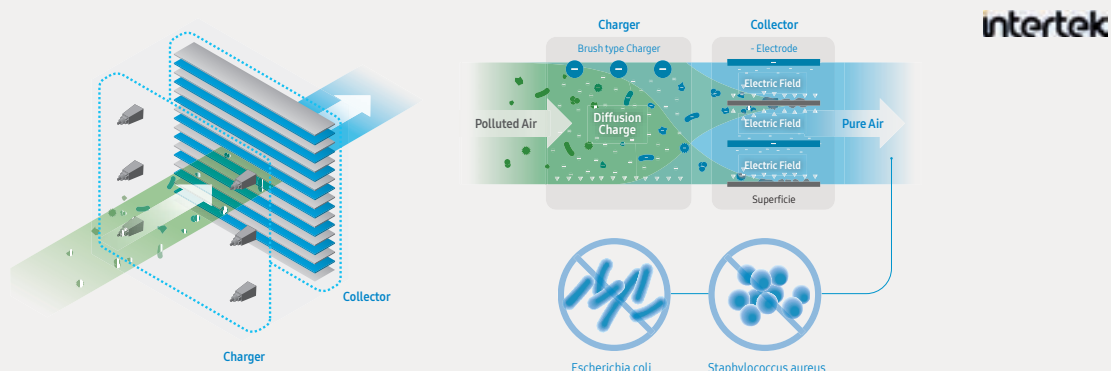 intertek
Charger
Collector
Brush type Charger
- Electrode
Electric Field
Polluted Air
Diffusion
Charge
Electric Field
Pure Air
Electric Field
Superficie
Collector
Charger
Escherichia coli
Staphylococcus aureus